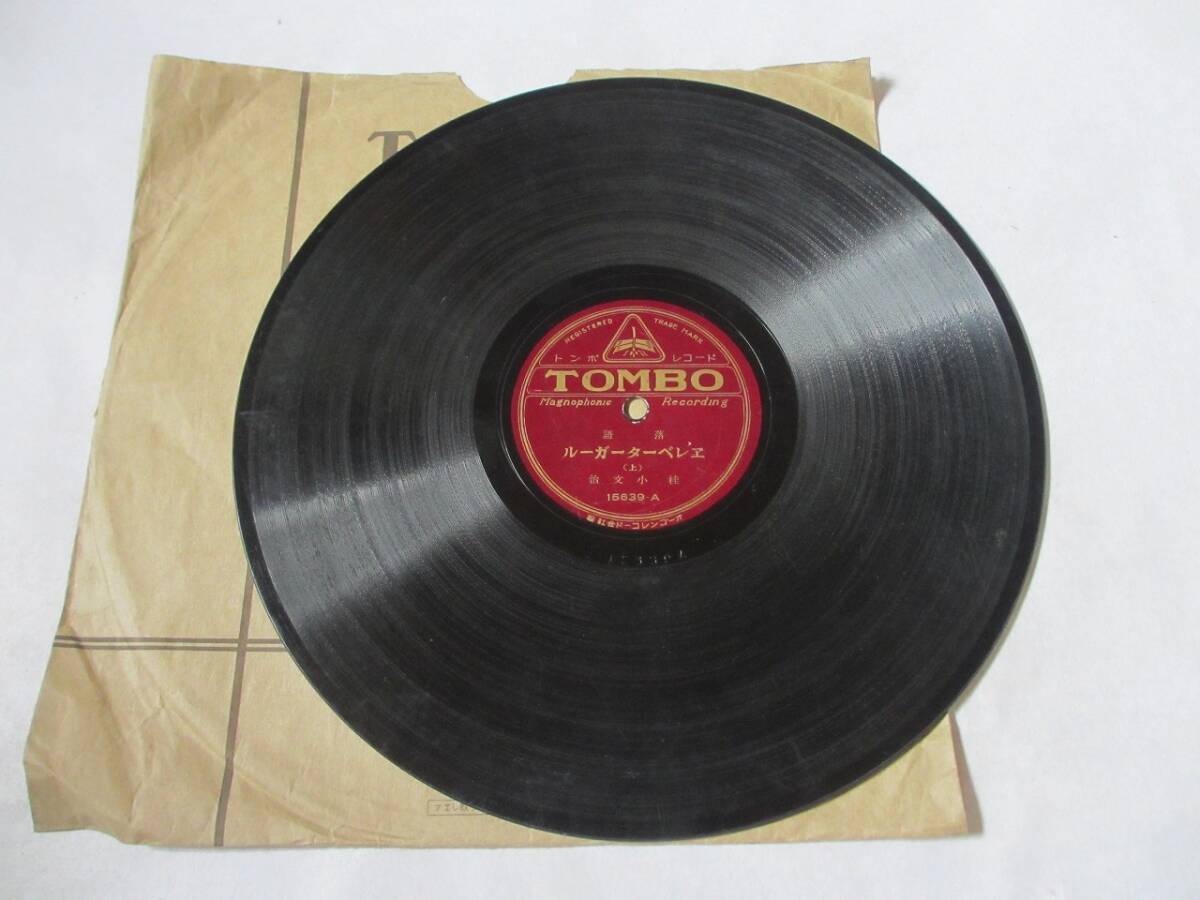 REGISTERED TRADE MARK
トンボ レコード
TOMBO
Magnophonic Recording
落語
ヱレベーターガール
(上)
桂小文治
15639-A
T